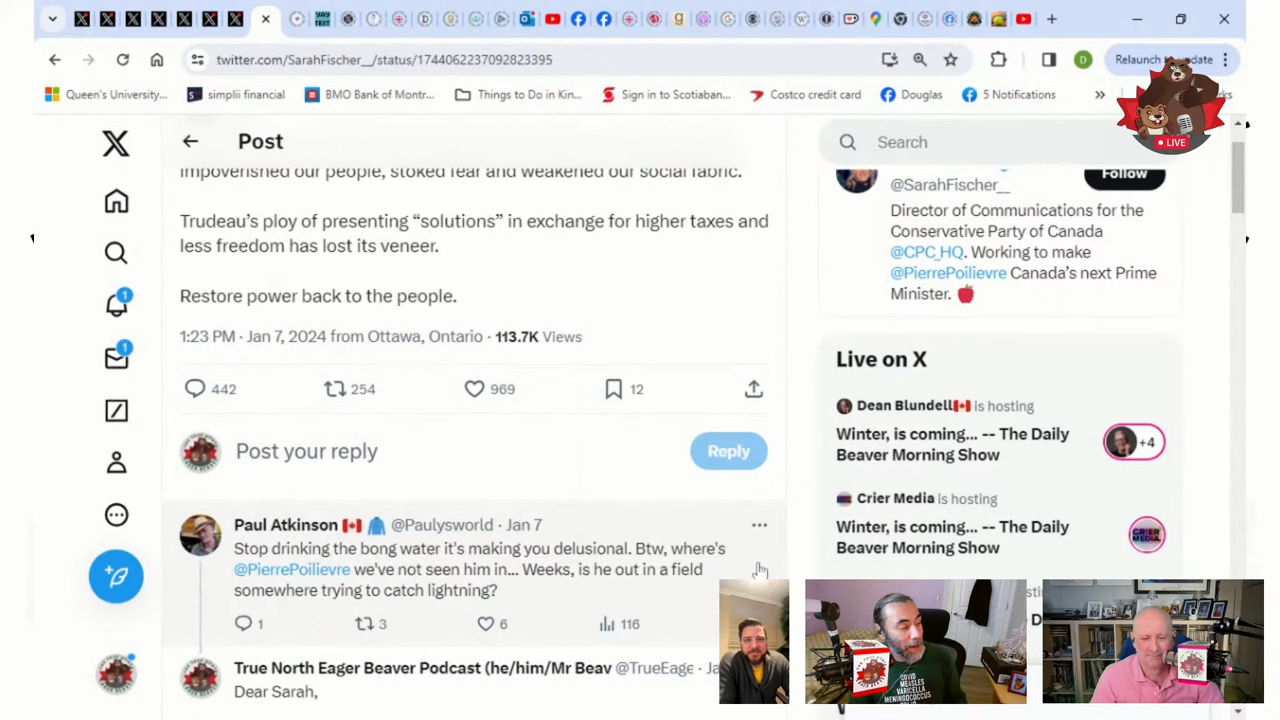 twitter.com/SarahFischer__/status/1744062237092823395
Relaunch to update
Queen's University...
simplii financial
BMO Bank of Montr...
Things to Do in Kin...
Sign in to Scotiaban...
Costco credit card
Douglas
5 Notifications
LIVE
Post
Search
impoverished our people, stoked fear and weakened our social fabric.
Trudeau's ploy of presenting “solutions” in exchange for higher taxes and
less freedom has lost its veneer.
Restore power back to the people.
1:23 PM · Jan 7, 2024 from Ottawa, Ontario · 113.7K Views
442
254
969
12
Post your reply
Reply
Paul Atkinson @Paulysworld · Jan 7
Stop drinking the bong water it's making you delusional. Btw, where's
@PierrePoilievre we've not seen him in... Weeks, is he out in a field
somewhere trying to catch lightning?
1
3
6
116
True North Eager Beaver Podcast (he/him/Mr Beav @TrueEage
Dear Sarah,
@SarahFischer__
Follow
Director of Communications for the
Conservative Party of Canada
@CPC_HQ. Working to make
@PierrePoilievre Canada's next Prime
Minister.
Live on X
Dean Blundell is hosting
Winter, is coming... -- The Daily
Beaver Morning Show
+4
Crier Media is hosting
Winter, is coming... -- The Daily
Beaver Morning Show
CRIER
MEDIA
COVID
MEASLES
VARICELLA
MENINGOCOCCUS